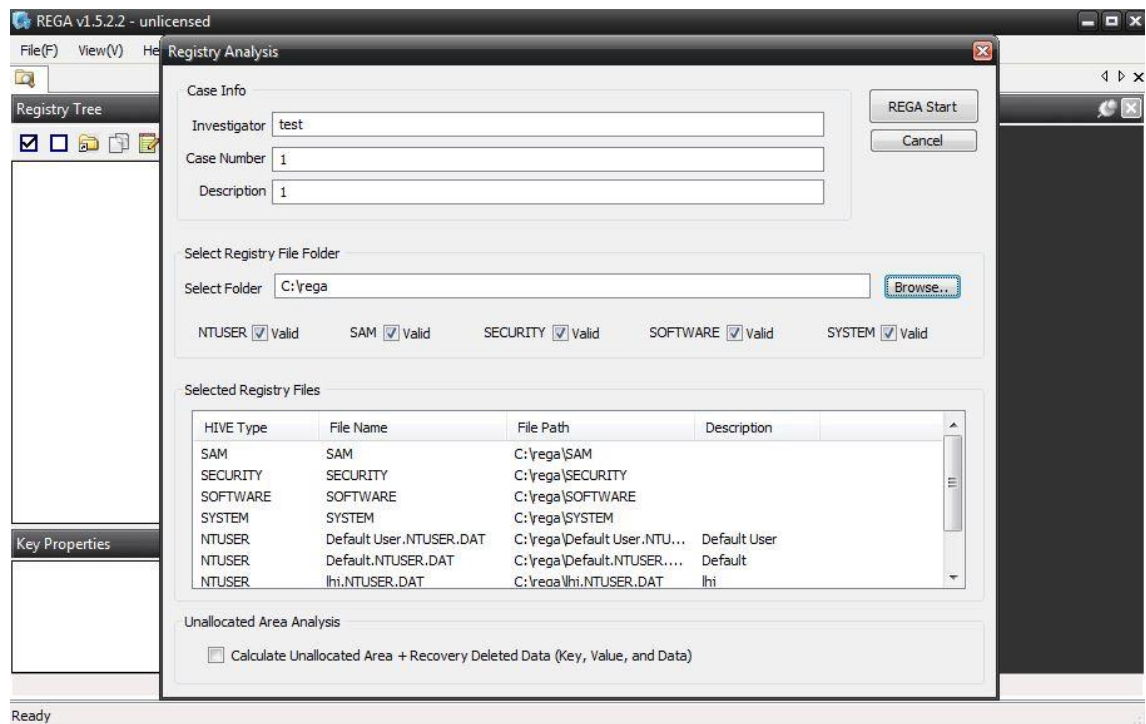 REGA v1.5.2.2 - unlicensed
File(F) View(V) He
Registry Analysis
Registry Tree
Case Info
Investigator test
Case Number 1
Description 1
REGA Start
Cancel
Select Registry File Folder
Select Folder C:\rega Browse..
NTUSER Valid SAM Valid SECURITY Valid SOFTWARE Valid SYSTEM Valid
Selected Registry Files
HIVE Type File Name File Path Description
SAM SAM C:\rega\SAM
SECURITY SECURITY C:\rega\SECURITY
SOFTWARE SOFTWARE C:\rega\SOFTWARE
SYSTEM SYSTEM C:\rega\SYSTEM
NTUSER Default User.NTUSER.DAT C:\rega\Default User.NTU... Default User
NTUSER Default.NTUSER.DAT C:\rega\Default.NTUSER.... Default
NTUSER lhi.NTUSER.DAT C:\rega\lhi.NTUSER.DAT lhi
Key Properties
Unallocated Area Analysis
Calculate Unallocated Area + Recovery Deleted Data (Key, Value, and Data)
Ready